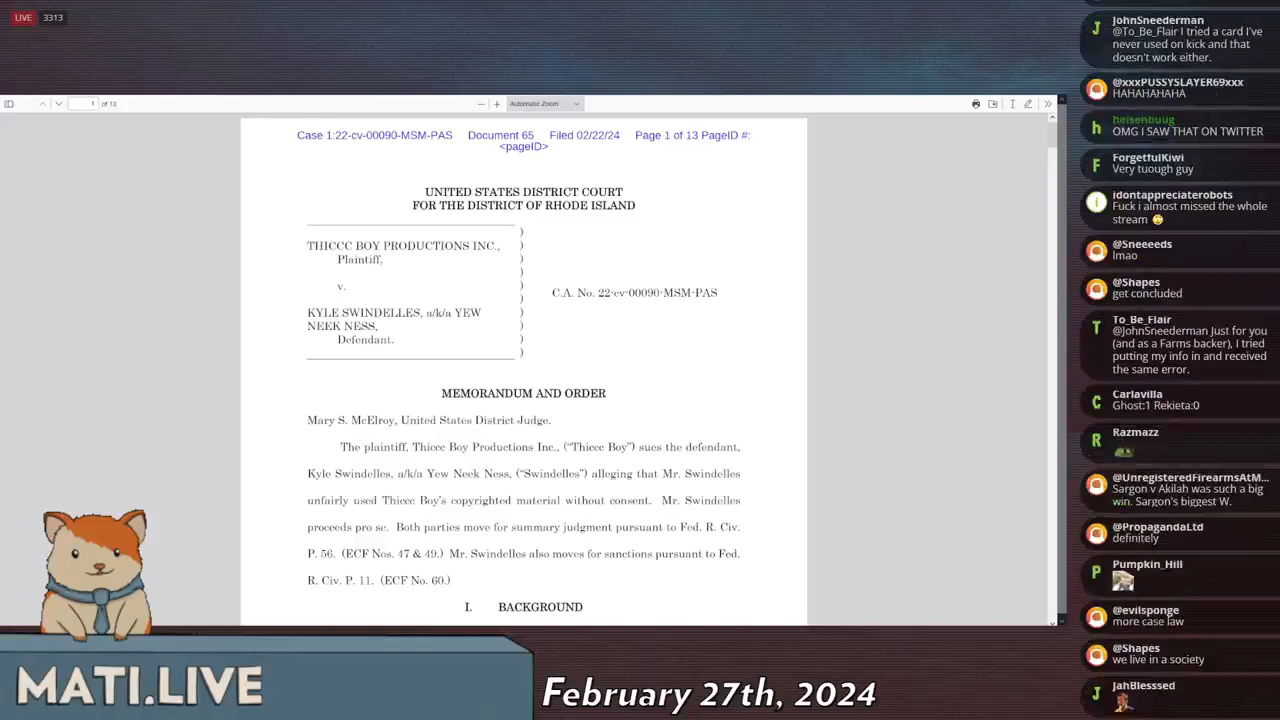 LIVE 3313
1 of 13
Automatic Zoom
Case 1:22-cv-00090-MSM-PAS Document 65 Filed 02/22/24 Page 1 of 13 PageID #:
<pageID>
UNITED STATES DISTRICT COURT
FOR THE DISTRICT OF RHODE ISLAND
)
THICCC BOY PRODUCTIONS INC., )
Plaintiff, )
)
v. )
) C.A. No. 22-cv-00090-MSM-PAS
KYLE SWINDELLES, a/k/a YEW )
NEEK NESS, )
Defendant. )
)
MEMORANDUM AND ORDER
Mary S. McElroy, United States District Judge.
The plaintiff, Thiccc Boy Productions Inc., (“Thiccc Boy”) sues the defendant,
Kyle Swindelles, a/k/a Yew Neek Ness, (“Swindelles”) alleging that Mr. Swindelles
unfairly used Thiccc Boy’s copyrighted material without consent. Mr. Swindelles
proceeds pro se. Both parties move for summary judgment pursuant to Fed. R. Civ.
P. 56. (ECF Nos. 47 & 49.) Mr. Swindelles also moves for sanctions pursuant to Fed.
R. Civ. P. 11. (ECF No. 60.)
I. BACKGROUND
MATI.LIVE
February 27th, 2024
J
JohnSneederman
@To_Be_Flair I tried a card I've
never used on kick and that
doesn't work either.
@xxxPUSSYSLAYER69xxx
HAHAHAHAHA
h
heisenbuug
OMG I SAW THAT ON TWITTER
F
ForgetfulKiwi
Very tuough guy
i
idontappreciaterobots
Fuck i almost missed the whole
stream
@Sneeeeds
lmao
@Shapes
get concluded
T
To_Be_Flair
@JohnSneederman Just for you
(and as a Farms backer), I tried
putting my info in and received
the same error.
C
Carlavilla
Ghost:1 Rekieta:0
R
Razmazz
@UnregisteredFirearmsAtM...
Sargon v Akilah was such a big
win. Sargon's biggest W.
@PropagandaLtd
definitely
P
Pumpkin_Hill
@evilsponge
more case law
@Shapes
we live in a society
J
JahBlesssed